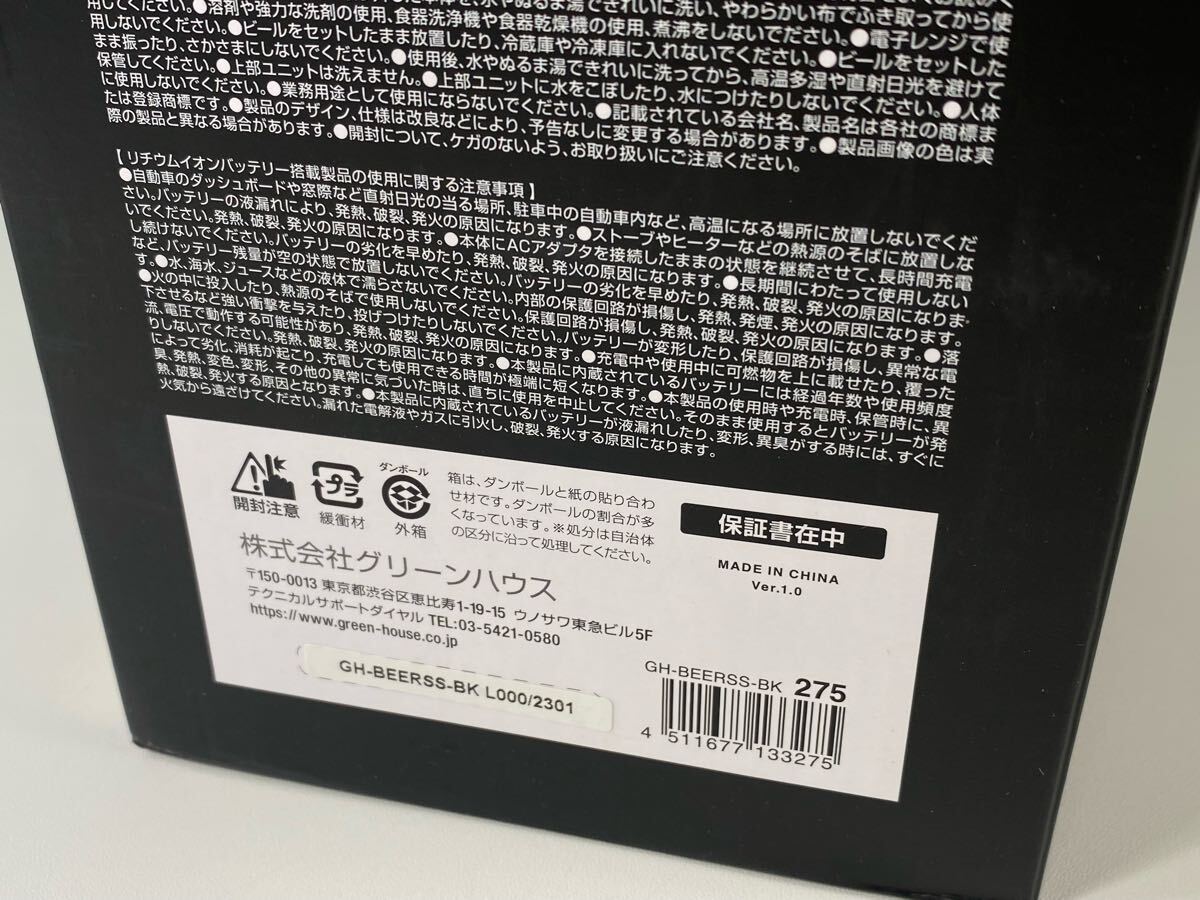 用してください。●溶剤や強力な洗剤の使用、食器洗浄機や食器乾燥機の使用、煮沸をしないでください。●電子レンジで使
用しないでください。●ビールをセットしたまま放置したり、冷蔵庫や冷凍庫に入れないでください。●ビールをセットした
まま振ったり、さかさまにしないでください。●使用後、水やぬるま湯できれいに洗ってから、高温多湿や直射日光を避けて
保管してください。●上部ユニットは洗えません。●上部ユニットに水をこぼしたり、水につけたりしないでください。●人体
に使用しないでください。●業務用途として使用にならないでください。●記載されている会社名、製品名は各社の商標ま
たは登録商標です。●製品のデザイン、仕様は改良などにより、予告なしに変更する場合があります。●製品画像の色は実
際の製品と異なる場合があります。●開封について、ケガのないよう、お取り扱いにご注意ください。
【リチウムイオンバッテリー搭載製品の使用に関する注意事項】
●自動車のダッシュボードや窓際など直射日光の当る場所、駐車中の自動車内など、高温になる場所に放置しないでくだ
さい。バッテリーの液漏れにより、発熱、破裂、発火の原因になります。●ストーブやヒーターなどの熱源のそばに放置しな
いでください。発熱、破裂、発火の原因になります。●本体にACアダプタを接続したままの状態を継続させて、長時間充電
し続けないでください。バッテリーの劣化を早めたり、発熱、破裂、発火の原因になります。●長期間にわたって使用しない
など、バッテリー残量が空の状態で放置しないでください。バッテリーの劣化を早めたり、発熱、破裂、発火の原因になりま
す。●水、海水、ジュースなどの液体で濡らさないでください。内部の保護回路が損傷し、発熱、発煙、発火の原因になります。
●火の中に投入したり、熱源のそばで使用しないでください。保護回路が損傷し、発熱、破裂、発火の原因になります。●落
下させるなど強い衝撃を与えたり、投げつけたりしないでください。バッテリーが変形したり、保護回路が損傷し、異常な電
流、電圧で動作する可能性があり、発熱、破裂、発火の原因になります。●充電中や使用中に可燃物を上に載せたり、覆った
りしないでください。発熱、破裂、発火の原因になります。●本製品に内蔵されているバッテリーには経過年数や使用頻度
によって劣化、消耗が起こり、充電しても使用できる時間が極端に短くなります。●本製品の使用時や充電時、保管時に、異
臭、発熱、変色、変形、その他の異常に気づいた時は、直ちに使用を中止してください。そのまま使用するとバッテリーが発
熱、破裂、発火する原因となります。●本製品に内蔵されているバッテリーが液漏れしたり、変形、異臭がする時には、すぐに
火気から遠ざけてください。漏れた電解液やガスに引火し、破裂、発火する原因になります。
開封注意
プラ
緩衝材
ダンボール
外箱
箱は、ダンボールと紙の貼り合わ
せ材です。ダンボールの割合が多
くなっています。※処分は自治体
の区分に沿って処理してください。
保証書在中
MADE IN CHINA
Ver.1.0
株式会社グリーンハウス
〒150-0013 東京都渋谷区恵比寿1-19-15 ウノサワ東急ビル5F
テクニカルサポートダイヤル TEL:03-5421-0580
https://www.green-house.co.jp
GH-BEERSS-BK L000/2301
GH-BEERSS-BK 275
4 511677 133275